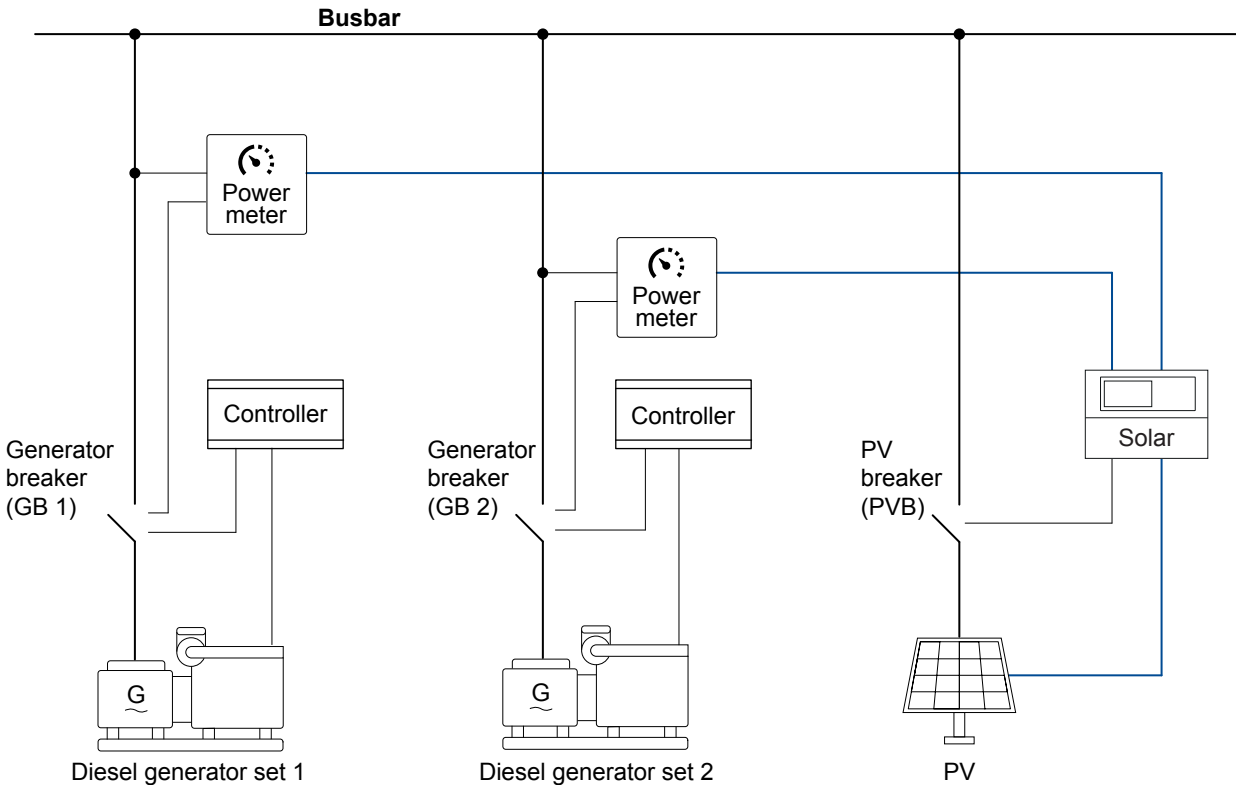 Busbar
Power
meter
Power
meter
Controller
Controller
Solar
Generator
breaker
(GB 1)
Generator
breaker
(GB 2)
PV
breaker
(PVB)
G
G
Diesel generator set 1
Diesel generator set 2
PV